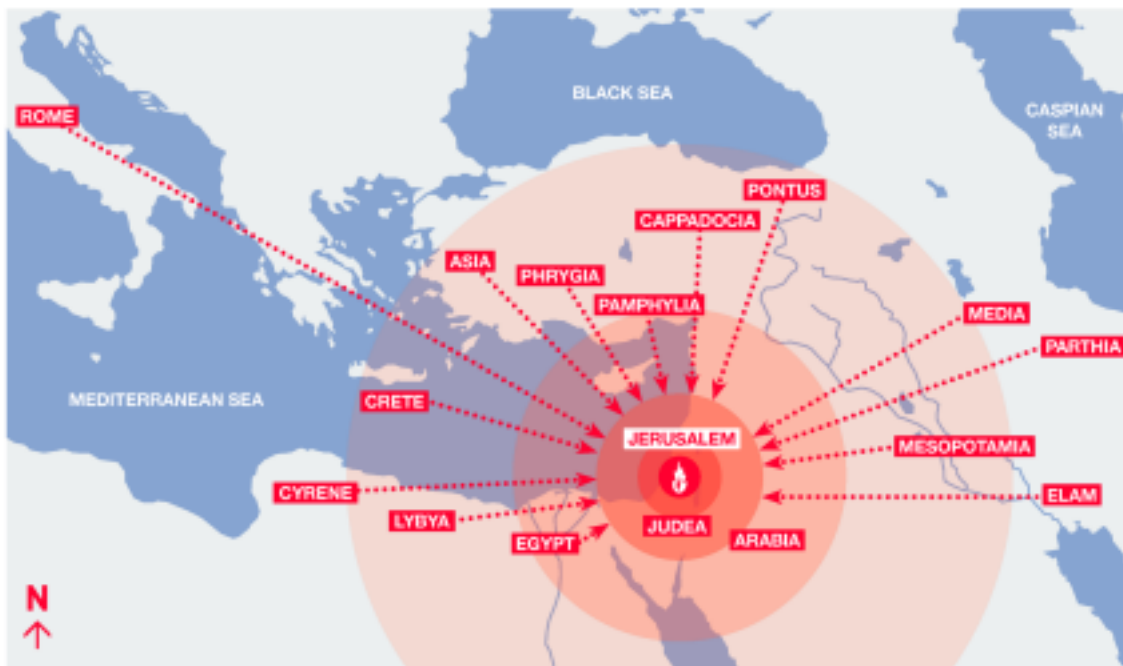 BLACK SEA
CASPIAN
SEA
ROME
PONTUS
CAPPADOCIA
ASIA
PHRYGIA
PAMPHYLIA
MEDIA
PARTHIA
MEDITERRANEAN SEA
CRETE
JERUSALEM
MESOPOTAMIA
CYRENE
ELAM
LYBYA
JUDEA
EGYPT
ARABIA
N